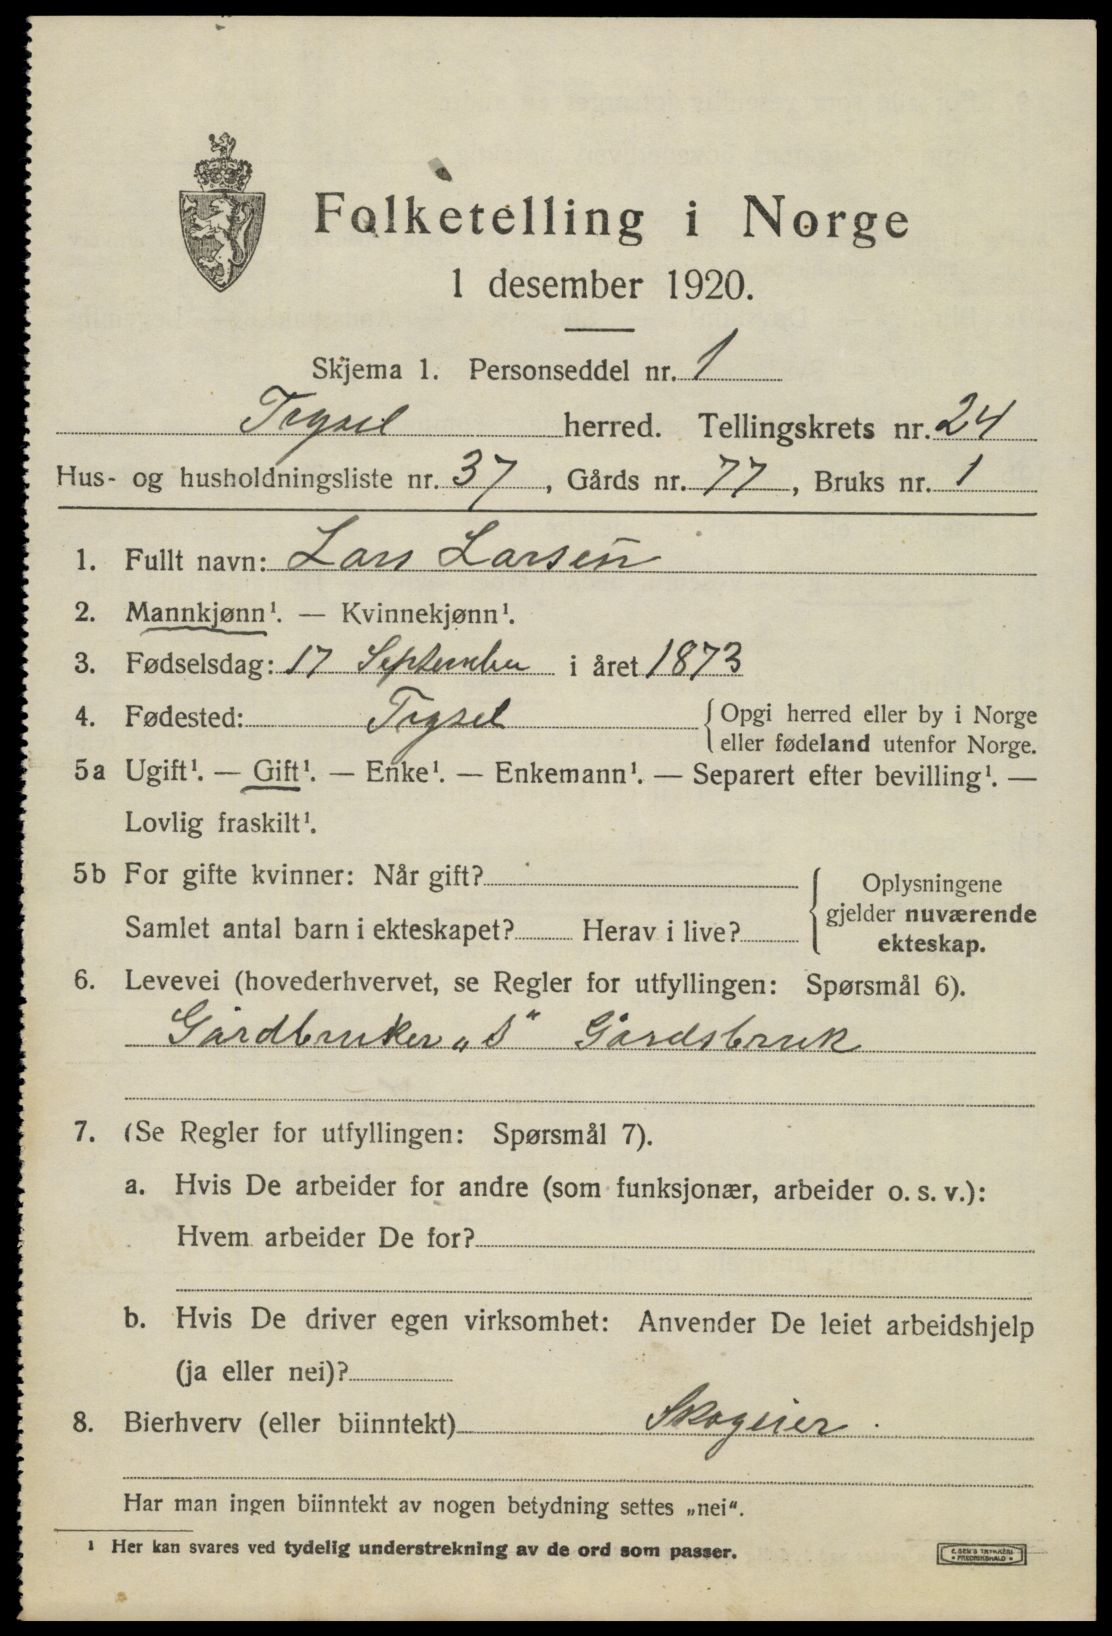 Folketelling i Norge
1 desember 1920.
Skjema 1. Personseddel nr. 1
Trysil herred. Tellingskrets nr. 24
Hus- og husholdningsliste nr. 37, Gårds nr. 77, Bruks nr. 1
1. Fullt navn: Lars Larsen
2. Mannkjønn¹. — Kvinnekjønn¹.
3. Fødselsdag: 17 September i året 1873
4. Fødested: Trysil {Opgi herred eller by i Norge
eller fødeland utenfor Norge.
5a Ugift¹. — Gift¹. — Enke¹. — Enkemann¹. — Separert efter bevilling¹. —
Lovlig fraskilt¹.
5b For gifte kvinner: Når gift?
Samlet antal barn i ekteskapet? Herav i live?
{Oplysningene
gjelder nuværende
ekteskap.
6. Levevei (hovederhvervet, se Regler for utfyllingen: Spørsmål 6).
Gårdbruker „S“ Gårdsbruk
7. (Se Regler for utfyllingen: Spørsmål 7).
a. Hvis De arbeider for andre (som funksjonær, arbeider o. s. v.):
Hvem arbeider De for?
b. Hvis De driver egen virksomhet: Anvender De leiet arbeidshjelp
(ja eller nei)?
8. Bierhverv (eller biinntekt) Skogeier.
Har man ingen biinntekt av nogen betydning settes „nei“.
¹ Her kan svares ved tydelig understrekning av de ord som passer.
FREDRIKSHALD